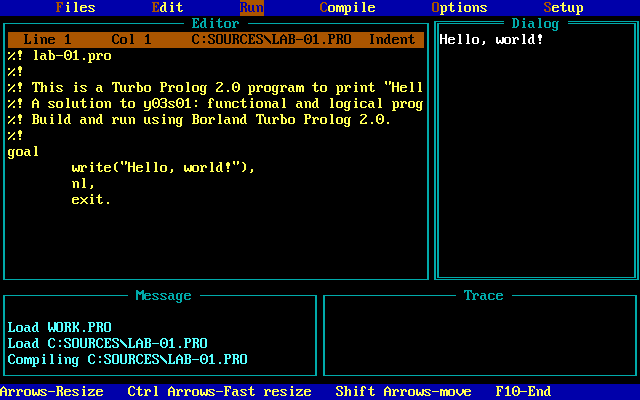 Files Edit Run Compile Options Setup
Editor
Line 1 Col 1 C:SOURCES\LAB-01.PRO Indent
%! lab-01.pro
%!
%! This is a Turbo Prolog 2.0 program to print "Hell
%! A solution to y03s01: functional and logical prog
%! Build and run using Borland Turbo Prolog 2.0.
%!
goal
write("Hello, world!"),
nl,
exit.
Dialog
Hello, world!
Message
Load WORK.PRO
Load C:SOURCES\LAB-01.PRO
Compiling C:SOURCES\LAB-01.PRO
Trace
Arrows-Resize Ctrl Arrows-Fast resize Shift Arrows-move F10-End